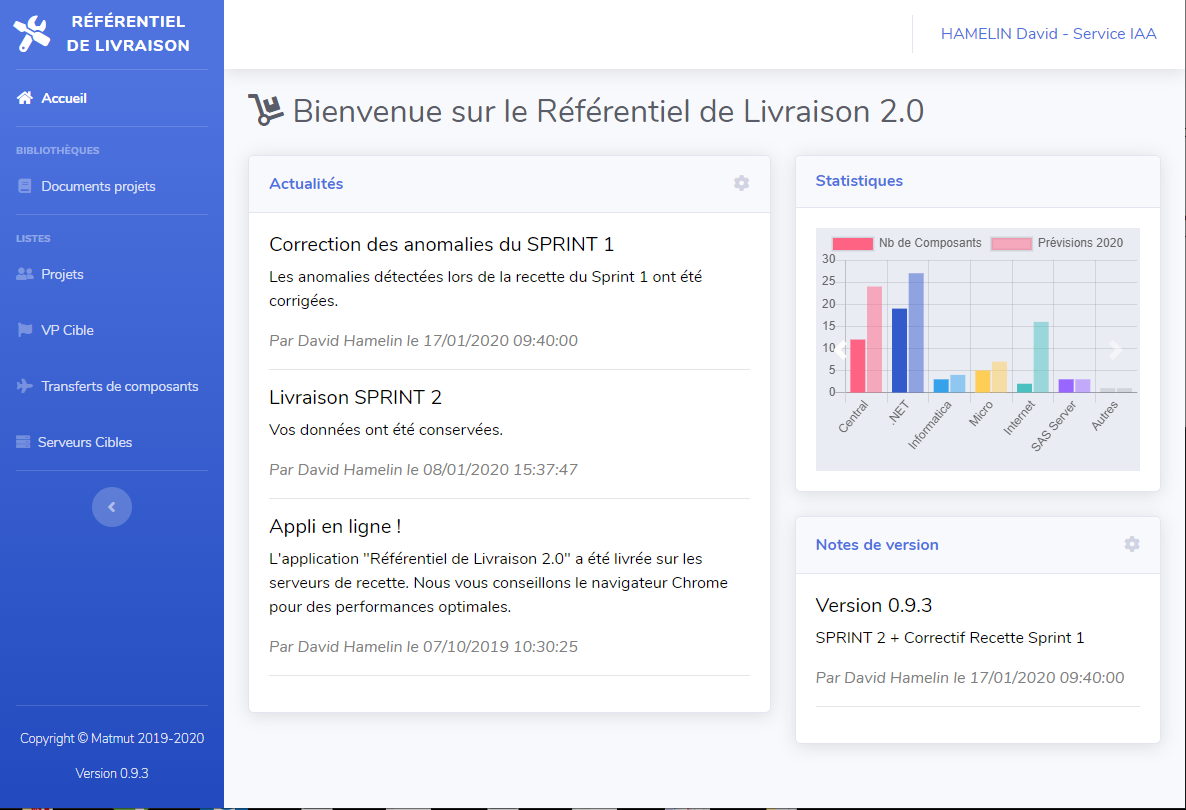 RÉFÉRENTIEL
DE LIVRAISON
Accueil
BIBLIOTHÈQUES
Documents projets
LISTES
Projets
VP Cible
Transferts de composants
Serveurs Cibles
Copyright © Matmut 2019-2020
Version 0.9.3
HAMELIN David - Service IAA
Bienvenue sur le Référentiel de Livraison 2.0
Actualités
Correction des anomalies du SPRINT 1
Les anomalies détectées lors de la recette du Sprint 1 ont été
corrigées.
Par David Hamelin le 17/01/2020 09:40:00
Livraison SPRINT 2
Vos données ont été conservées.
Par David Hamelin le 08/01/2020 15:37:47
Appli en ligne !
L'application "Référentiel de Livraison 2.0" a été livrée sur les
serveurs de recette. Nous vous conseillons le navigateur Chrome
pour des performances optimales.
Par David Hamelin le 07/10/2019 10:30:25
Statistiques
Nb de Composants Prévisions 2020
30
25
20
15
10
5
0
Central
.NET
Informatica
Micro
Internet
SAS Server
Autres
Notes de version
Version 0.9.3
SPRINT 2 + Correctif Recette Sprint 1
Par David Hamelin le 17/01/2020 09:40:00